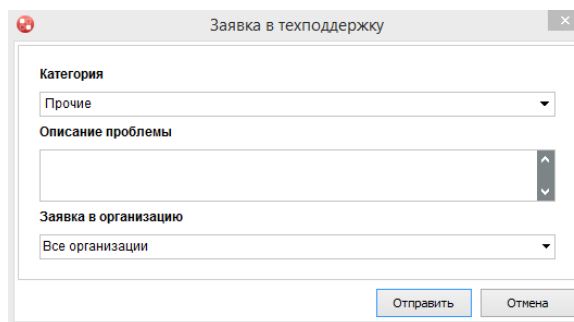 Заявка в техподдержку
Категория
Прочие
Описание проблемы
Заявка в организацию
Все организации
Отправить Отмена